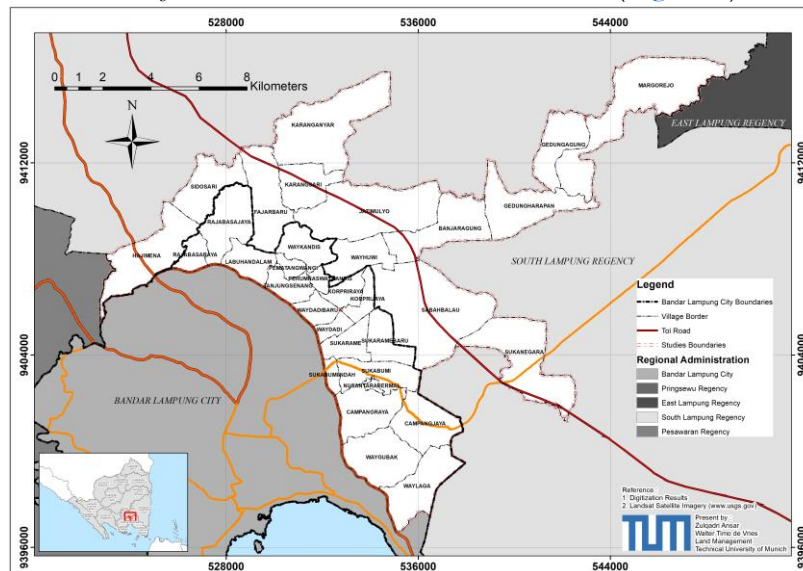 528000
536000
544000
0 1 2 4 6 8
Kilometers
N
MARGOREJO
EAST LAMPUNG REGENCY
KARANGANYAR
GEDUNGAGUNG
9412000
9412000
SIDOSARI
KARANGSARI
GEDUNGHARAPAN
FAJARBARU
JATIMULYO
RAJABASAJAYA
BANJARAGUNG
WAYKANDIS
HAJIMENA
RAJABASARAYA
WAYHUWI
SOUTH LAMPUNG REGENCY
LABUHANDALAM
PEMATANGWANGI
TANJUNGSENANG
KORPRIRAYA
KORPRIJAYA
WAYDADIBARU
SABAHBALAU
WAYDADI
SUKARAME
SUKARAMEBARU
SUKANEGARA
9404000
9404000
SUKABUMI
SUKABUMIINDAH
NUSANTARAPERMAI
BANDAR LAMPUNG CITY
CAMPANGRAYA
CAMPANGJAYA
WAYGUBAK
WAYLAGA
Legend
Bandar Lampung City Boundaries
Village Border
Tol Road
Studies Boundaries
Regional Administration
Bandar Lampung City
Pringsewu Regency
East Lampung Regency
South Lampung Regency
Pesawaran Regency
Reference :
1. Digitization Results
2. Landsat Satellite Imagery (www.usgs.gov)
TUM
Present by :
Zulqadri Ansar
Walter Timo de Vries
Land Management
Technical University of Munich
9396000
9396000
528000
536000
544000